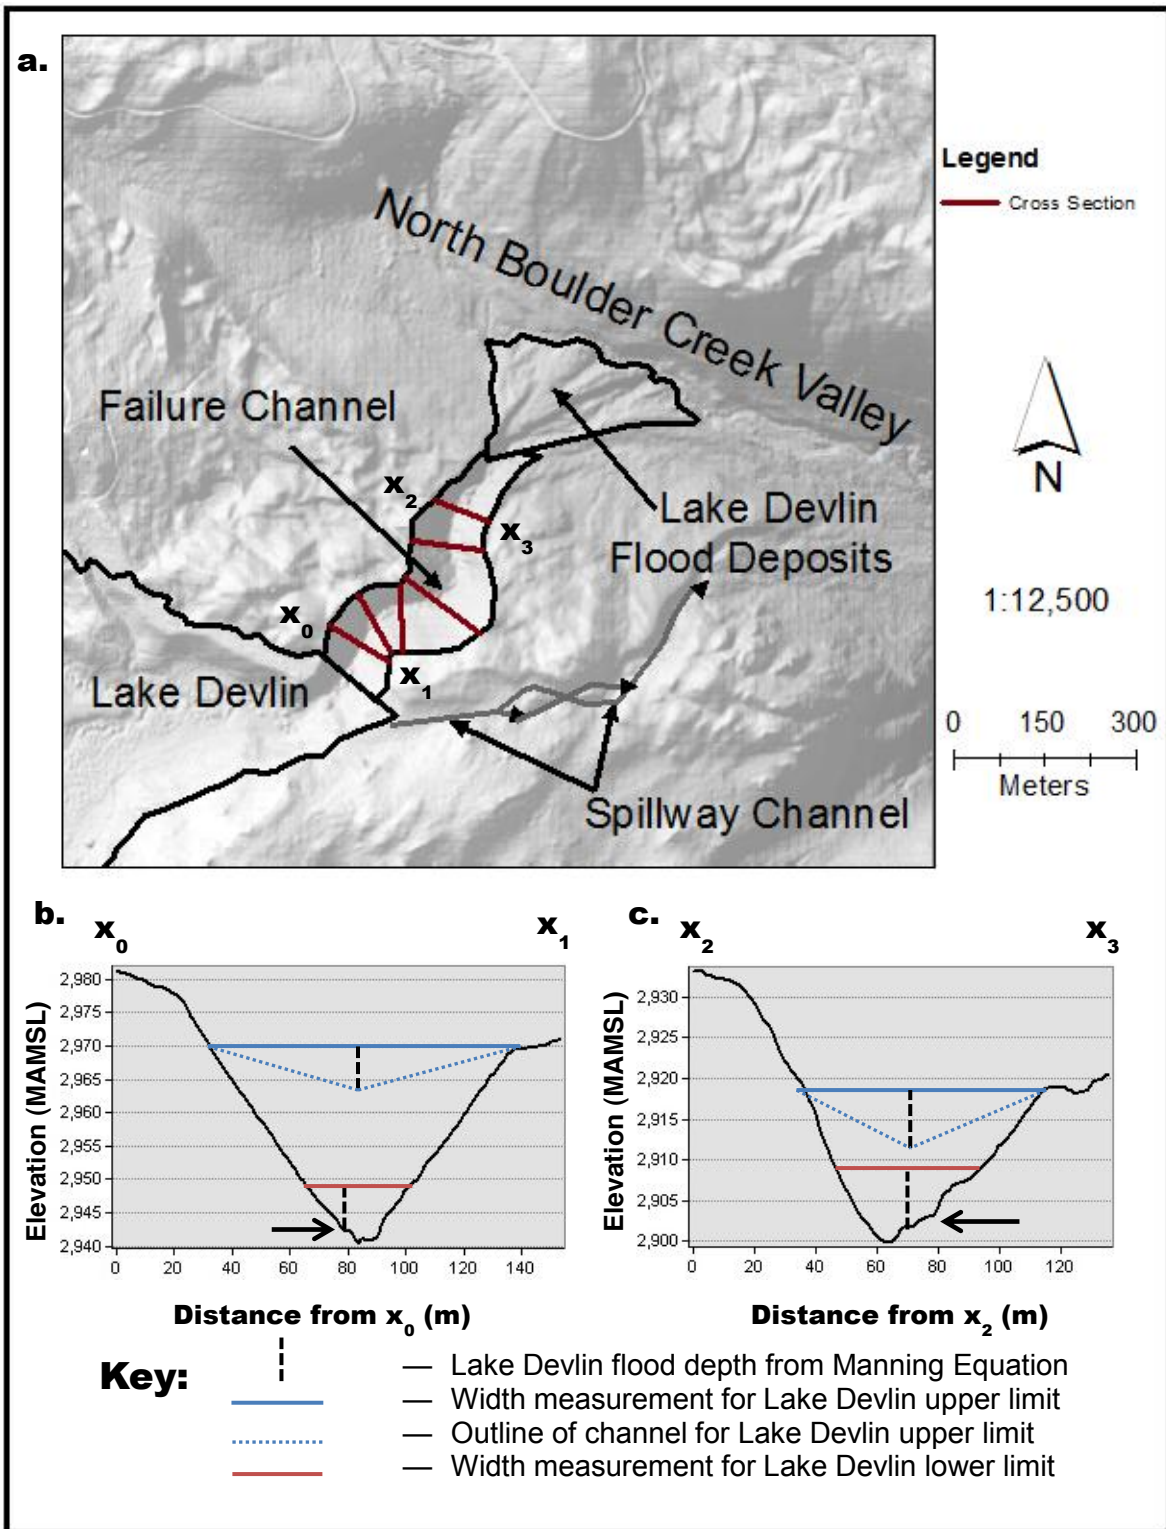 a.
Legend
Cross Section
North Boulder Creek Valley
Failure Channel
x2
x3
Lake Devlin
Flood Deposits
N
1:12,500
x0
x1
Lake Devlin
0 150 300
Meters
Spillway Channel
b.
x0
x1
Elevation (MAMSL)
2,980
2,975
2,970
2,965
2,960
2,955
2,950
2,945
2,940
0 20 40 60 80 100 120 140
Distance from x0 (m)
c.
x2
x3
Elevation (MAMSL)
2,930
2,925
2,920
2,915
2,910
2,905
2,900
0 20 40 60 80 100 120
Distance from x2 (m)
Key:
— Lake Devlin flood depth from Manning Equation
— Width measurement for Lake Devlin upper limit
— Outline of channel for Lake Devlin upper limit
— Width measurement for Lake Devlin lower limit